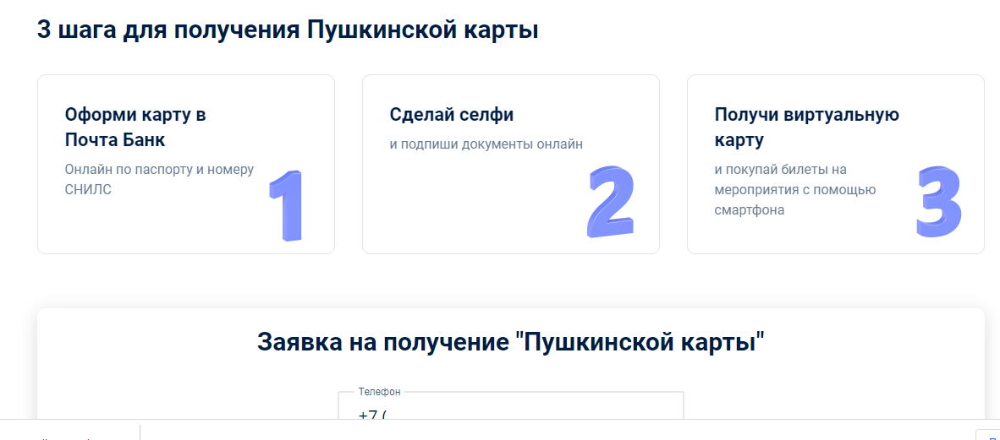 3 шага для получения Пушкинской карты
Оформи карту в
Почта Банк
Онлайн по паспорту и номеру
СНИЛС
1
Сделай селфи
и подпиши документы онлайн
2
Получи виртуальную
карту
и покупай билеты на
мероприятия с помощью
смартфона
3
Заявка на получение "Пушкинской карты"
Телефон
+7 (